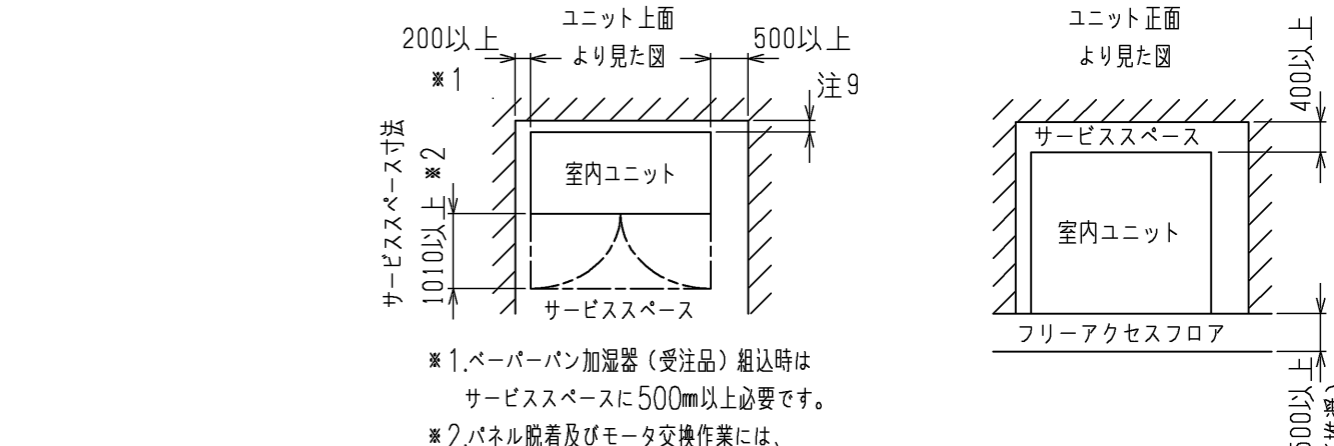 ユニット上面
より見た図
200以上
※1
500以上
注9
サービススペース寸法
1010以上 ※2
室内ユニット
サービススペース
※1.ベーパーパン加湿器(受注品)組込時は
サービススペースに500㎜以上必要です。
※2.パネル脱着及びモータ交換作業には、
ユニット正面
より見た図
400以上
サービススペース
室内ユニット
フリーアクセスフロア